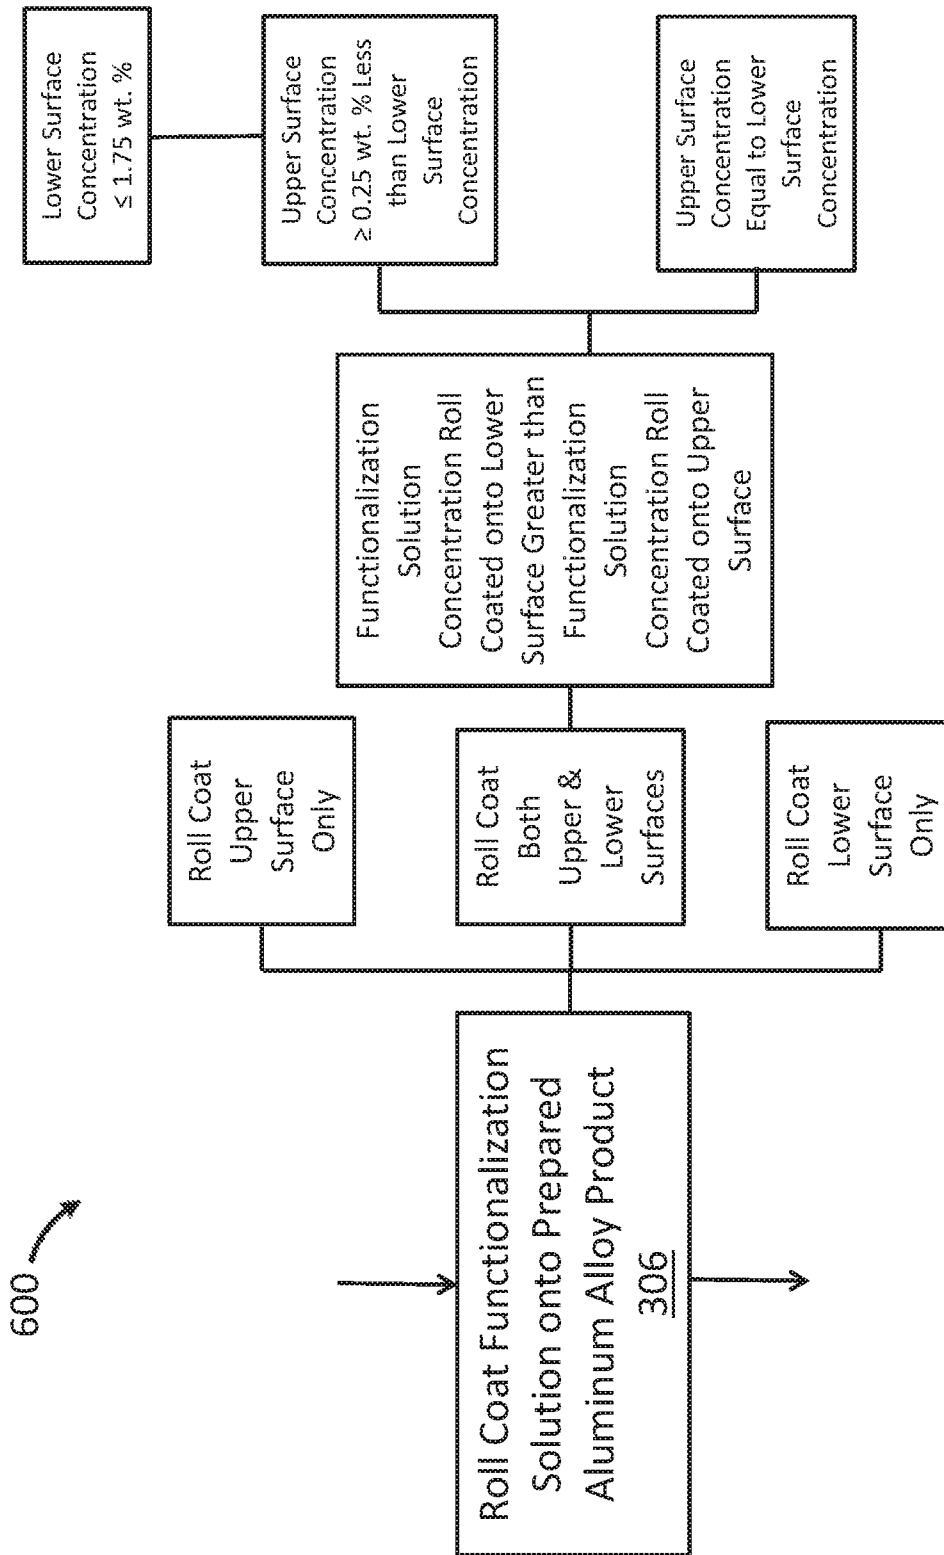 600
Roll Coat Functionalization
Solution onto Prepared
Aluminum Alloy Product
306
Roll Coat
Upper
Surface
Only
Roll Coat
Both
Upper &
Lower
Surfaces
Roll Coat
Lower
Surface
Only
Functionalization
Solution
Concentration Roll
Coated onto Lower
Surface Greater than
Functionalization
Solution
Concentration Roll
Coated onto Upper
Surface
Lower Surface
Concentration
≤ 1.75 wt. %
Upper Surface
Concentration
≥ 0.25 wt. % Less
than Lower
Surface
Concentration
Upper Surface
Concentration
Equal to Lower
Surface
Concentration